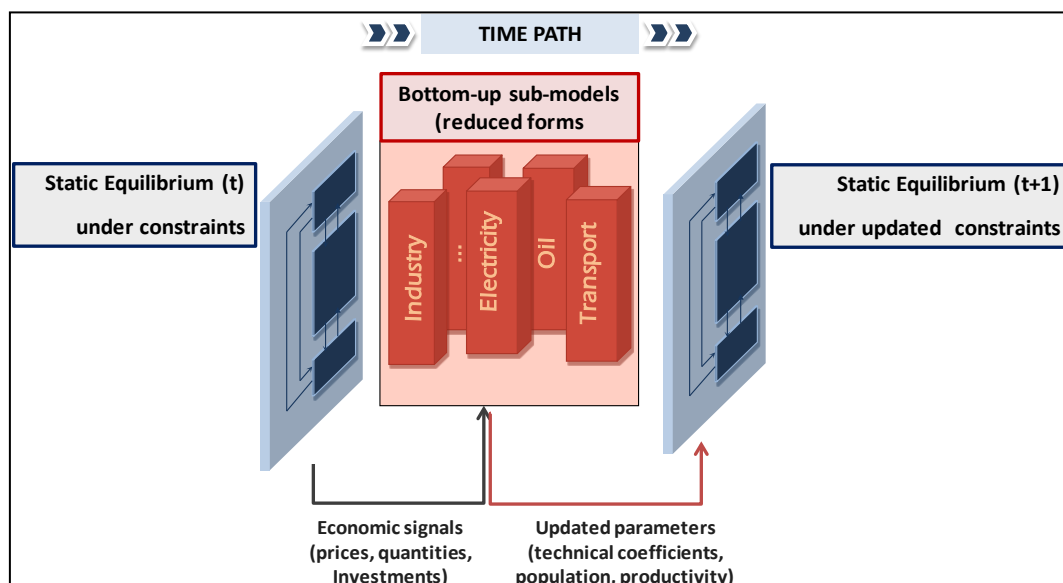 TIME PATH
Bottom-up sub-models
(reduced forms
Static Equilibrium (t)
under constraints
Industry
...
Electricity
Oil
Transport
Static Equilibrium (t+1)
under updated constraints
Economic signals
(prices, quantities,
Investments)
Updated parameters
(technical coefficients,
population, productivity)